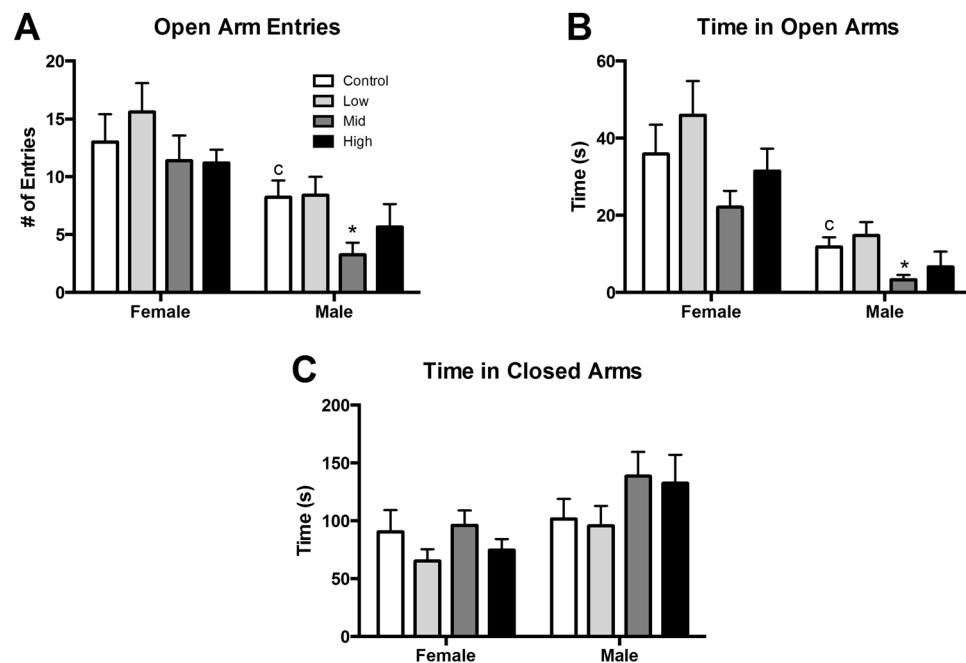 A
Open Arm Entries
# of Entries
20
15
10
5
0
Control
Low
Mid
High
C
*
Female
Male
B
Time in Open Arms
Time (s)
60
40
20
0
C
*
Female
Male
C
Time in Closed Arms
Time (s)
200
150
100
50
0
Female
Male